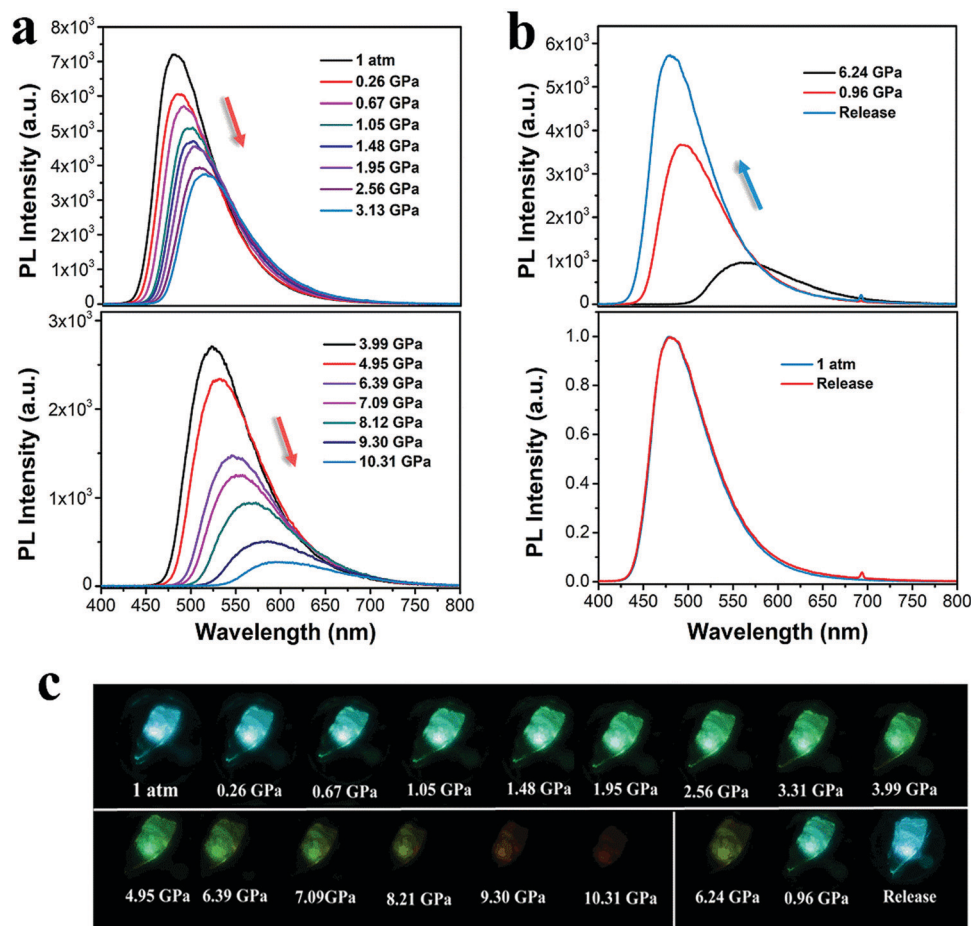 a
8x10³
7x10³
6x10³
5x10³
4x10³
3x10³
2x10³
1x10³
0
PL Intensity (a.u.)
1 atm
0.26 GPa
0.67 GPa
1.05 GPa
1.48 GPa
1.95 GPa
2.56 GPa
3.13 GPa
3x10³
2x10³
1x10³
0
PL Intensity (a.u.)
3.99 GPa
4.95 GPa
6.39 GPa
7.09 GPa
8.12 GPa
9.30 GPa
10.31 GPa
400 450 500 550 600 650 700 750 800
Wavelength (nm)
b
6x10³
5x10³
4x10³
3x10³
2x10³
1x10³
0
PL Intensity (a.u.)
6.24 GPa
0.96 GPa
Release
1.0
0.8
0.6
0.4
0.2
0.0
PL Intensity (a.u.)
1 atm
Release
400 450 500 550 600 650 700 750 800
Wavelength (nm)
c
1 atm 0.26 GPa 0.67 GPa 1.05 GPa 1.48 GPa 1.95 GPa 2.56 GPa 3.31 GPa 3.99 GPa
4.95 GPa 6.39 GPa 7.09GPa 8.21 GPa 9.30 GPa 10.31 GPa 6.24 GPa 0.96 GPa Release